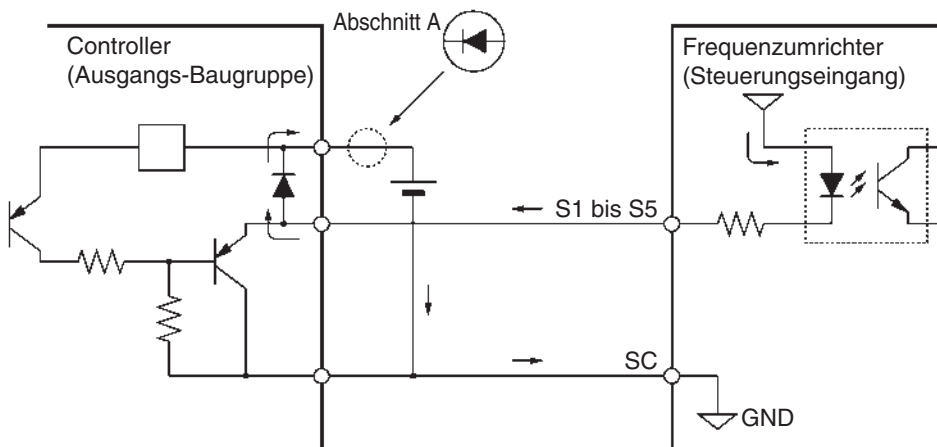 Abschnitt A
Controller
(Ausgangs-Baugruppe)
Frequenzumrichter
(Steuerungseingang)
S1 bis S5
SC
GND